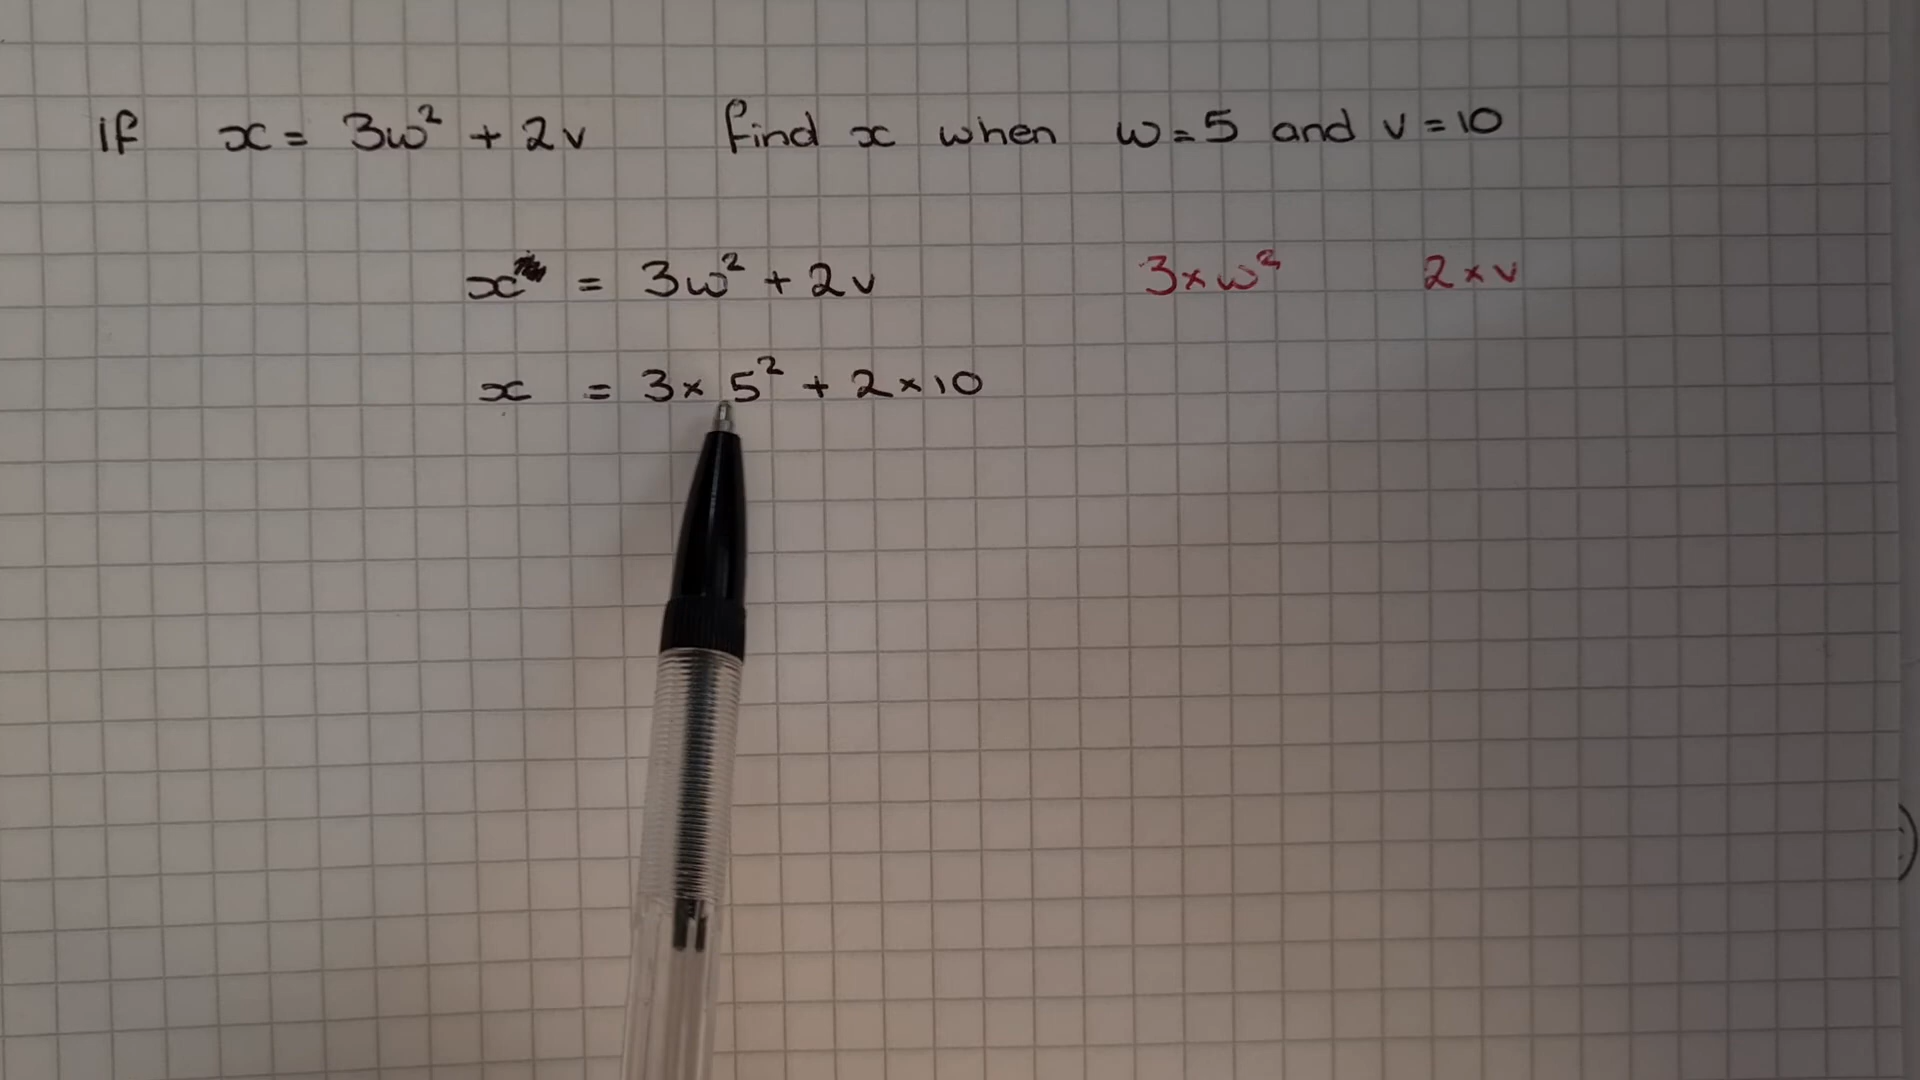 If x = 3w² + 2v find x when w = 5 and v = 10
x = 3w² + 2v 3 × w² 2 × v
x = 3 × 5² + 2 × 10